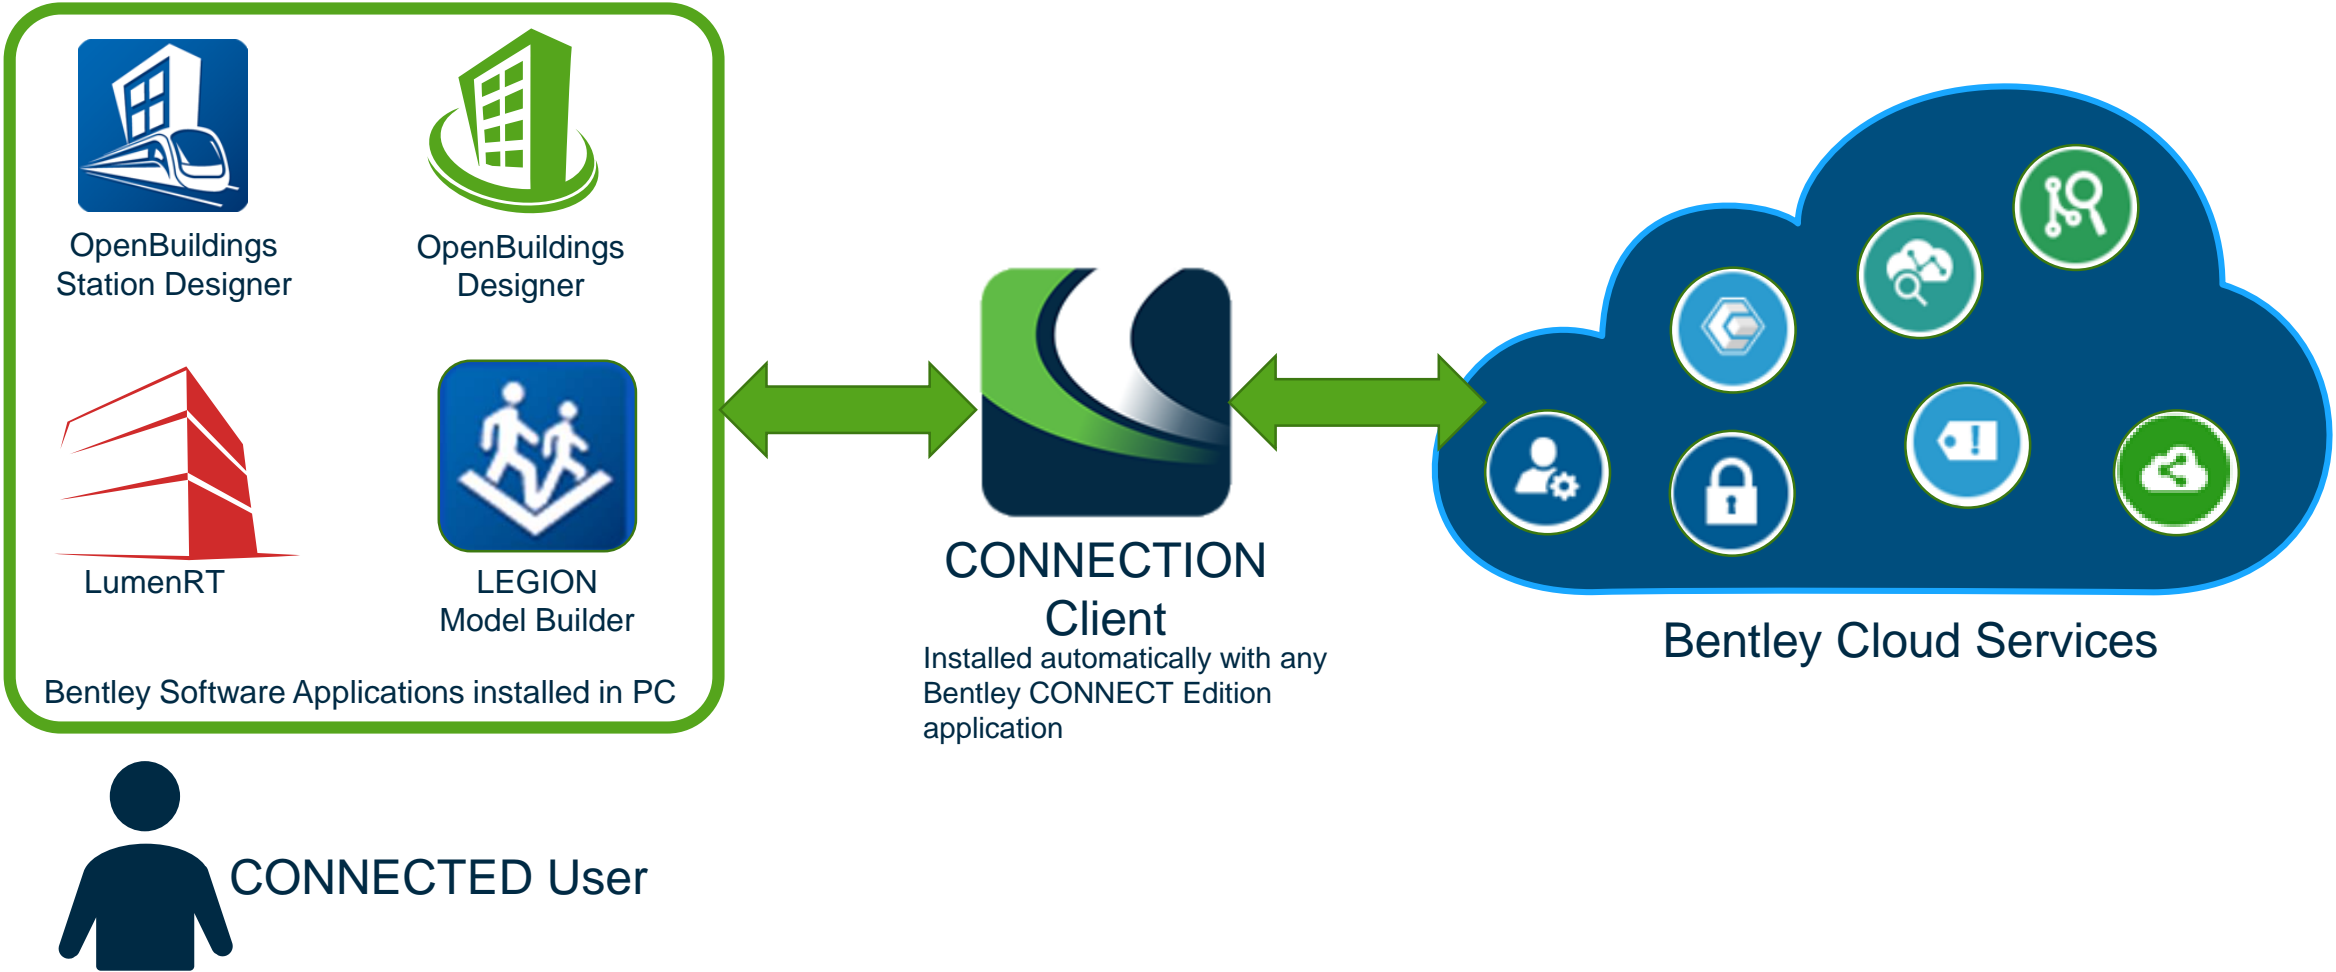 OpenBuildings
Station Designer
OpenBuildings
Designer
LumenRT
LEGION
Model Builder
Bentley Software Applications installed in PC
CONNECTED User
CONNECTION
Client
Installed automatically with any
Bentley CONNECT Edition
application
Bentley Cloud Services